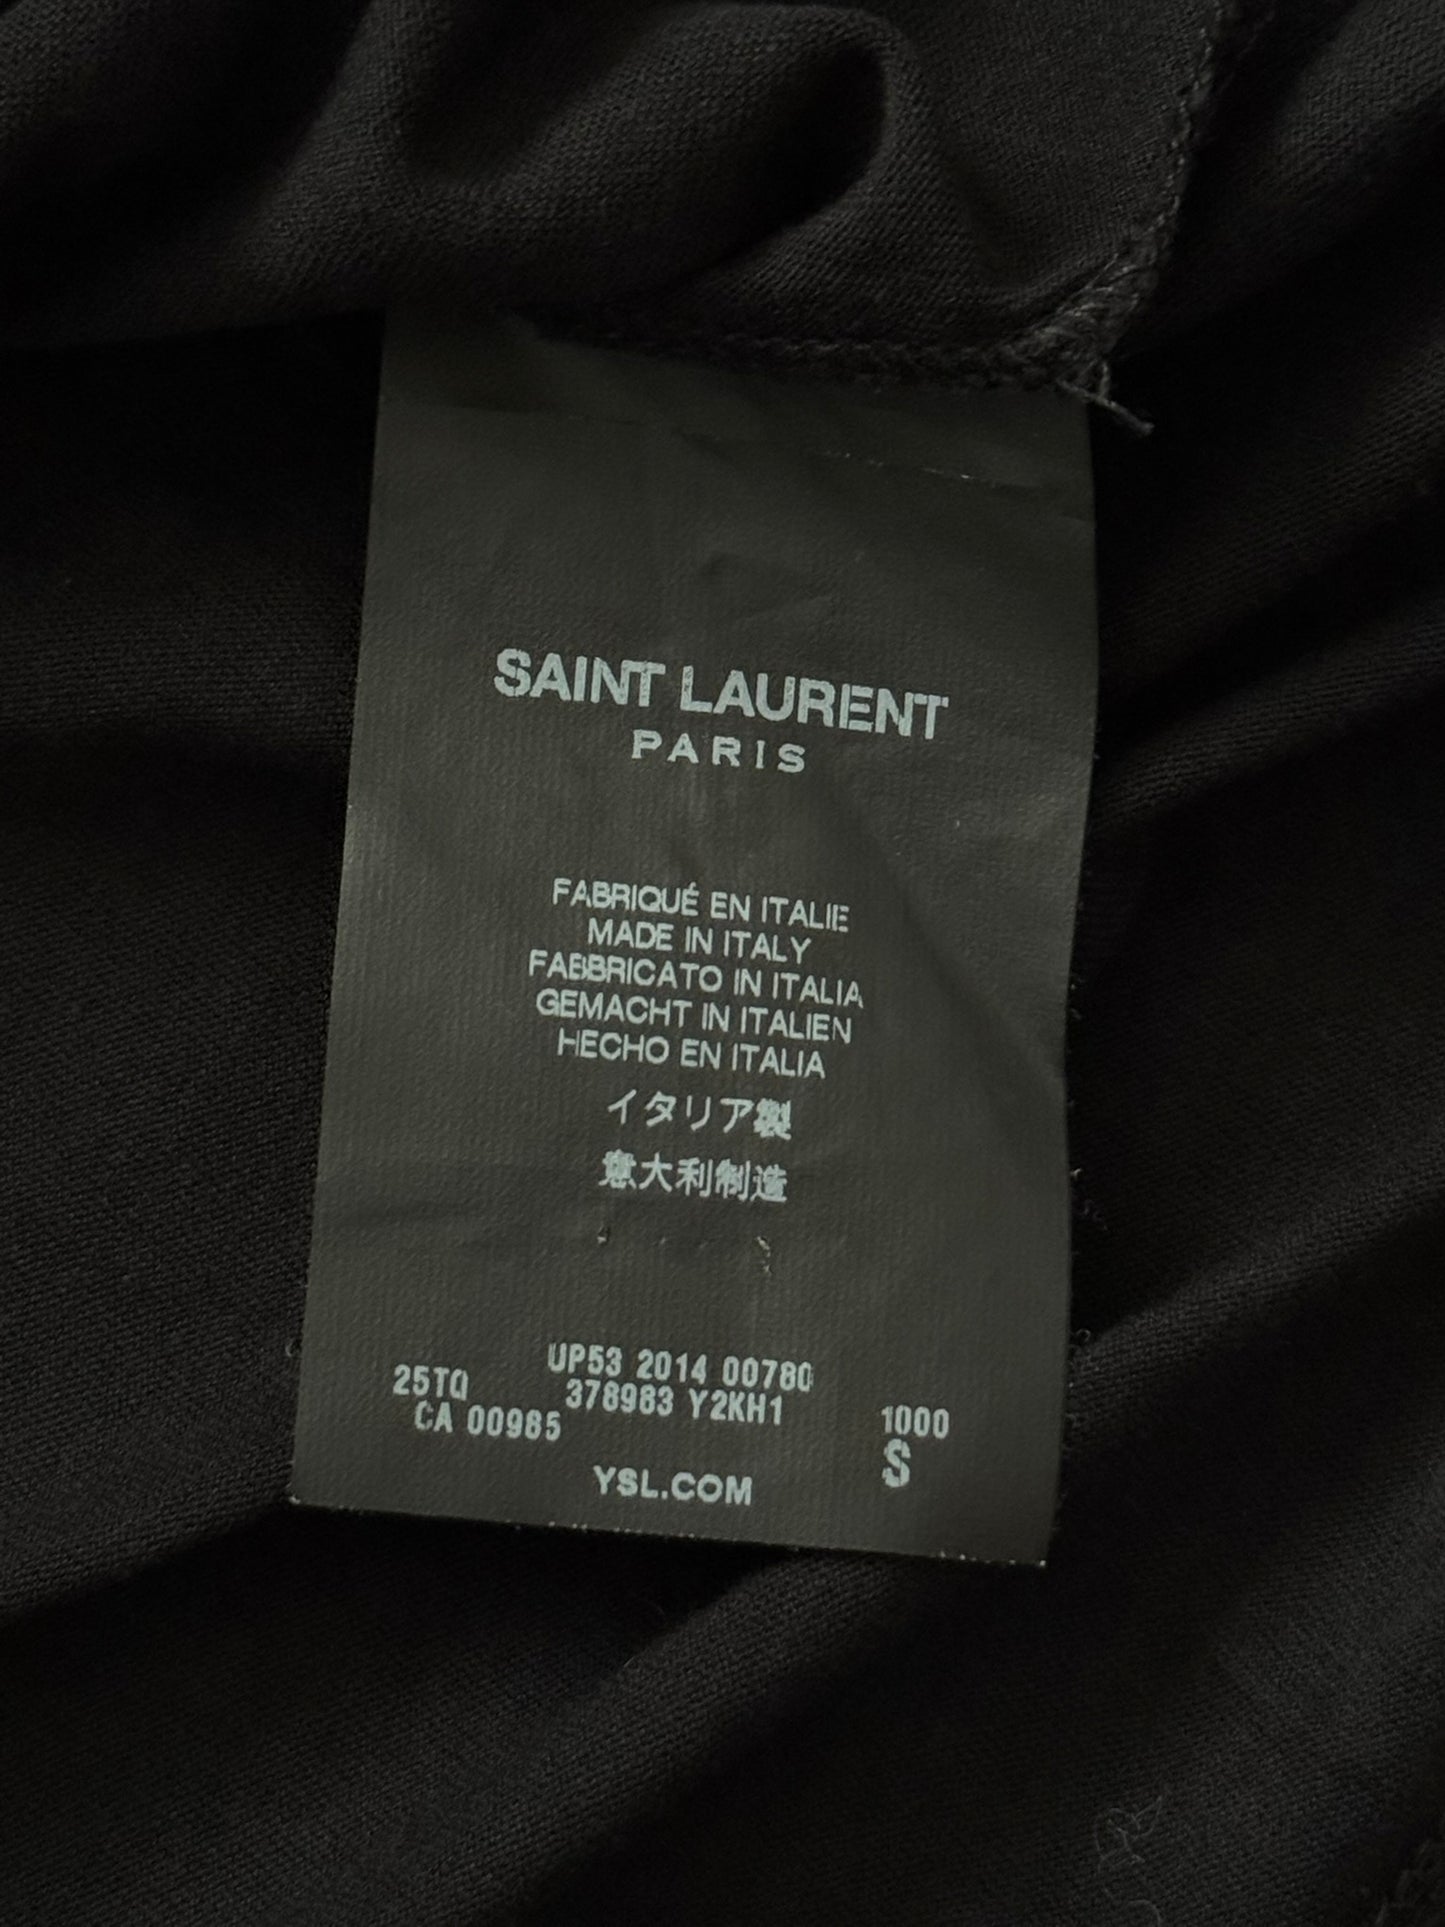 SAINT LAURENT
PARIS
FABRIQUÉ EN ITALIE
MADE IN ITALY
FABBRICATO IN ITALIA
GEMACHT IN ITALIEN
HECHO EN ITALIA
イタリア製
意大利制造
UP53 2014 00780
25TQ 378983 Y2KH1 1000
CA 00985 S
YSL.COM